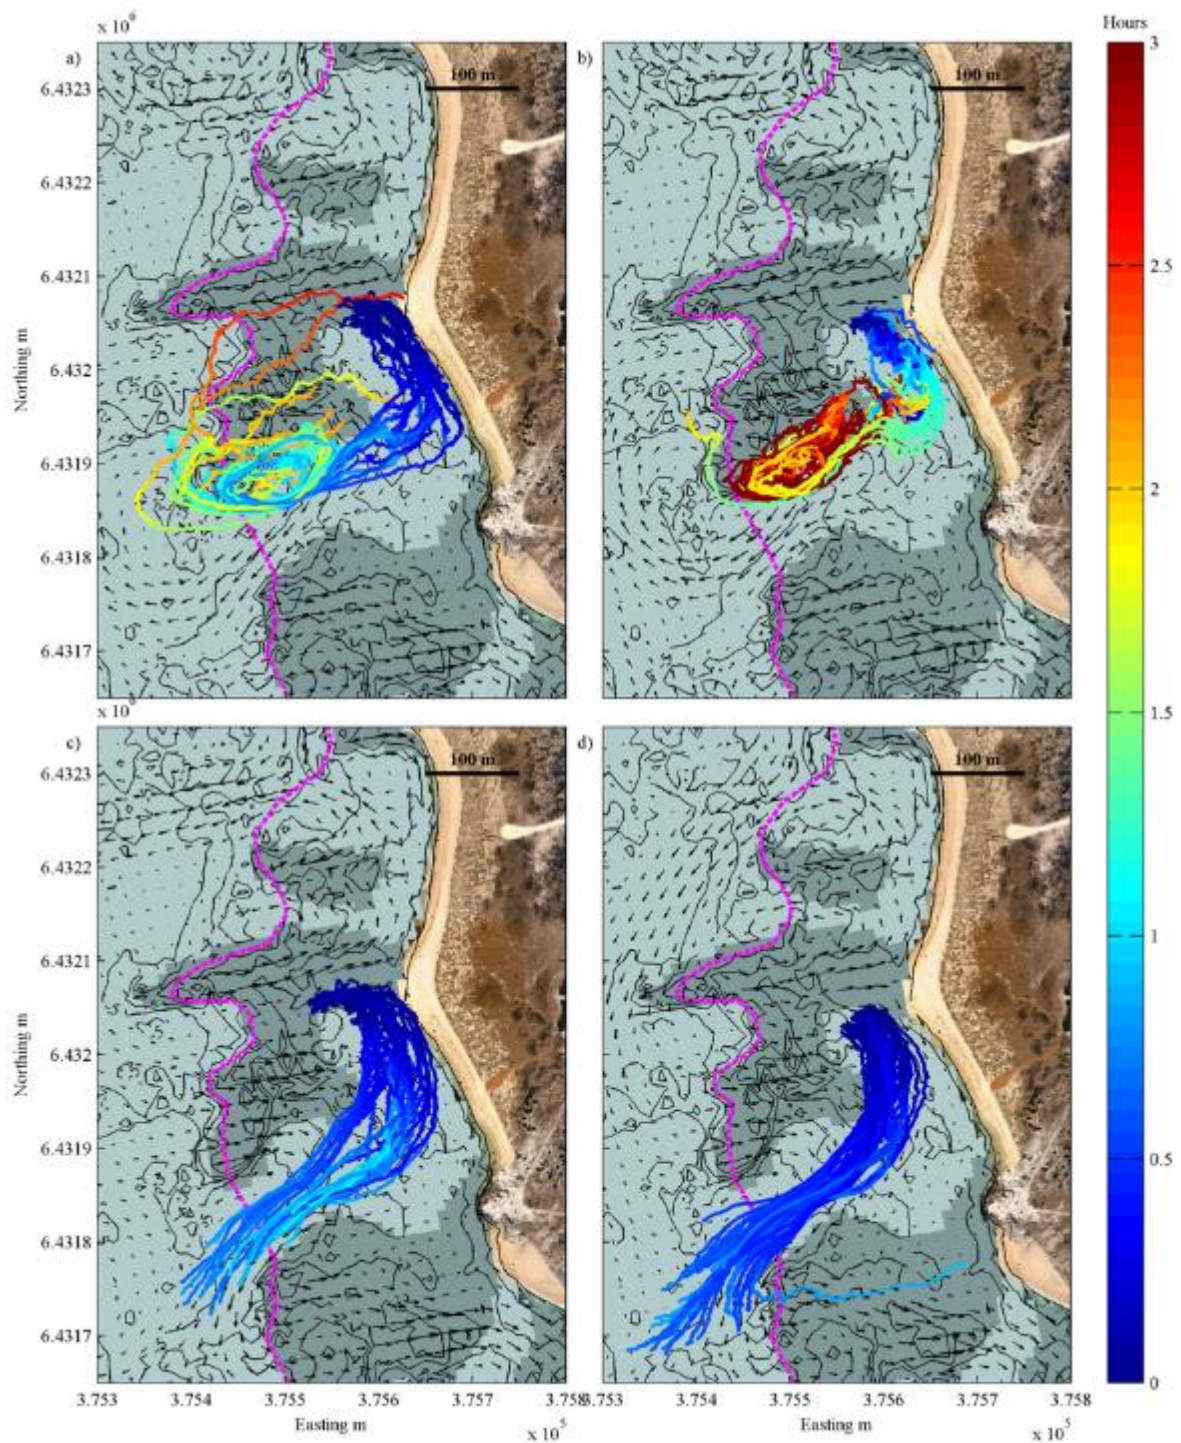 x 10⁶
Hours
a)
100 m
b)
100 m
3
6.4323
6.4322
2.5
6.4321
6.432
Northing m
2
6.4319
6.4318
6.4317
1.5
x 10⁶
c)
100 m
d)
100 m
6.4323
6.4322
1
6.4321
6.432
Northing m
0.5
6.4319
6.4318
6.4317
0
3.753
3.754
3.755
3.756
3.757
3.758
3.753
3.754
3.755
3.756
3.757
3.758
Easting m
x 10⁵
Easting m
x 10⁵